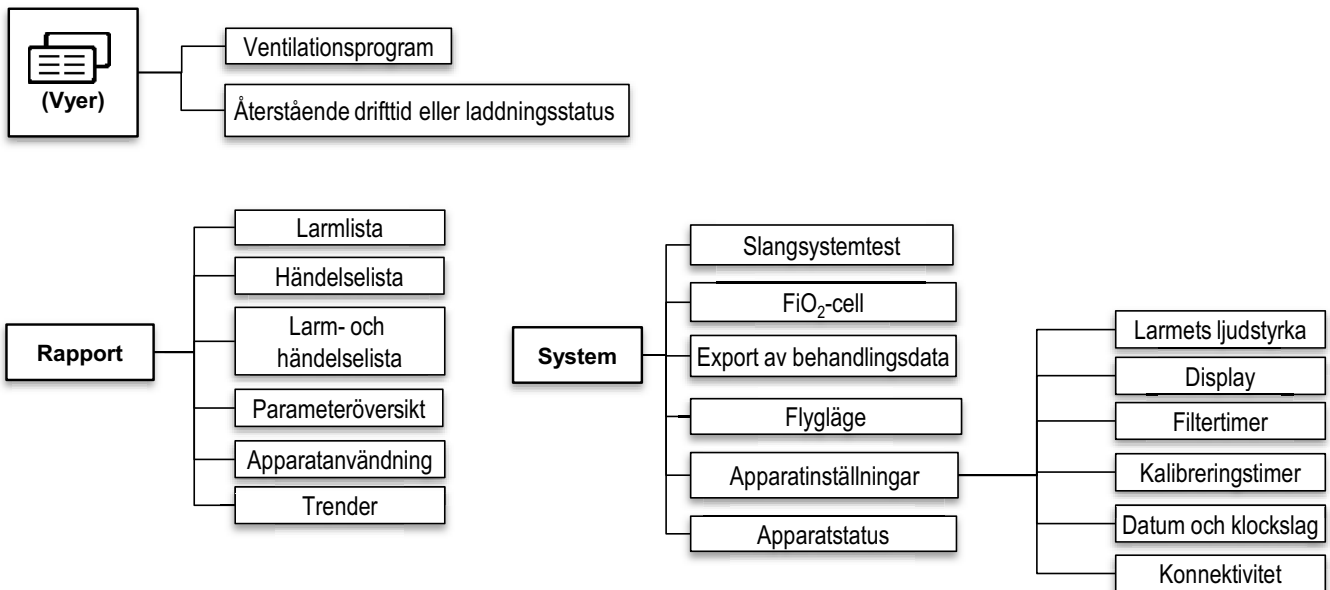 (Vyer)
Ventilationsprogram
Återstående drifttid eller laddningsstatus
Rapport
Larmlista
Händelselista
Larm- och
händelselista
Parameteröversikt
Apparatanvändning
Trender
System
Slangsystemtest
FiO₂-cell
Export av behandlingsdata
Flygläge
Apparatinställningar
Apparatstatus
Larmets ljudstyrka
Display
Filtertimer
Kalibreringstimer
Datum och klockslag
Konnektivitet